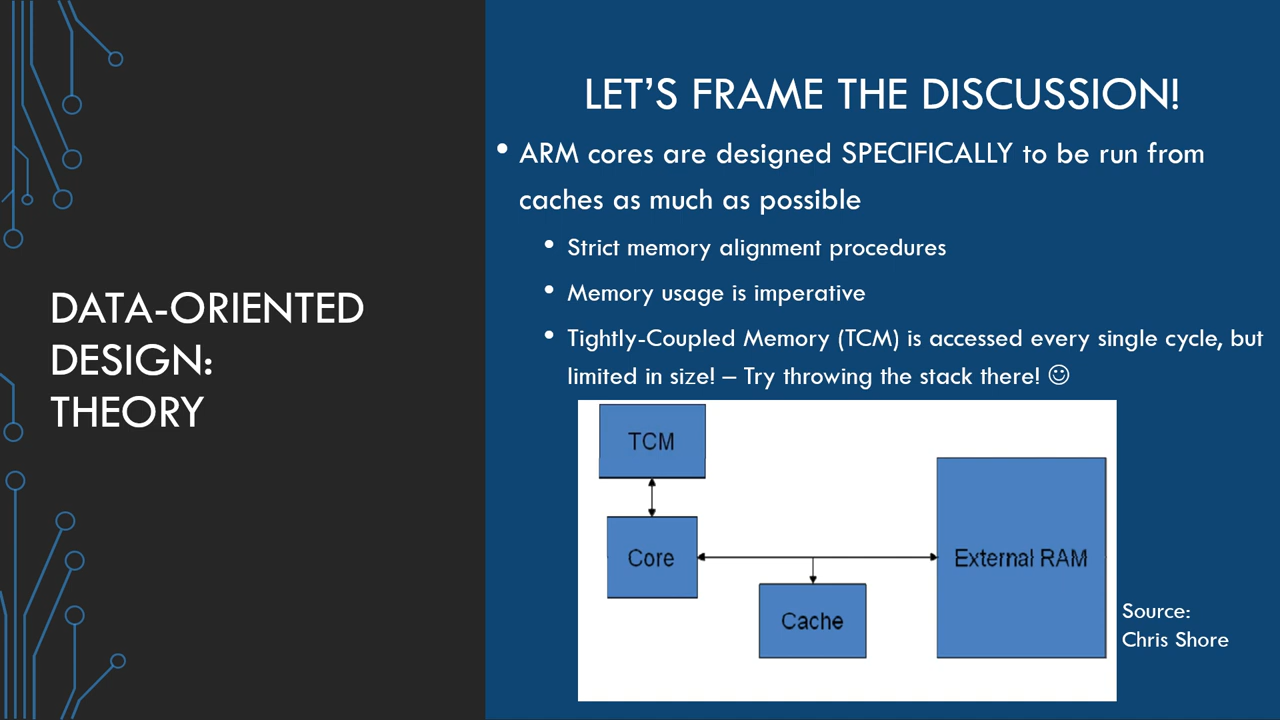 DATA-ORIENTED
DESIGN:
THEORY
LET'S FRAME THE DISCUSSION!
• ARM cores are designed SPECIFICALLY to be run from
caches as much as possible
• Strict memory alignment procedures
• Memory usage is imperative
• Tightly-Coupled Memory (TCM) is accessed every single cycle, but
limited in size! – Try throwing the stack there! ☺
TCM
Core
External RAM
Cache
Source:
Chris Shore